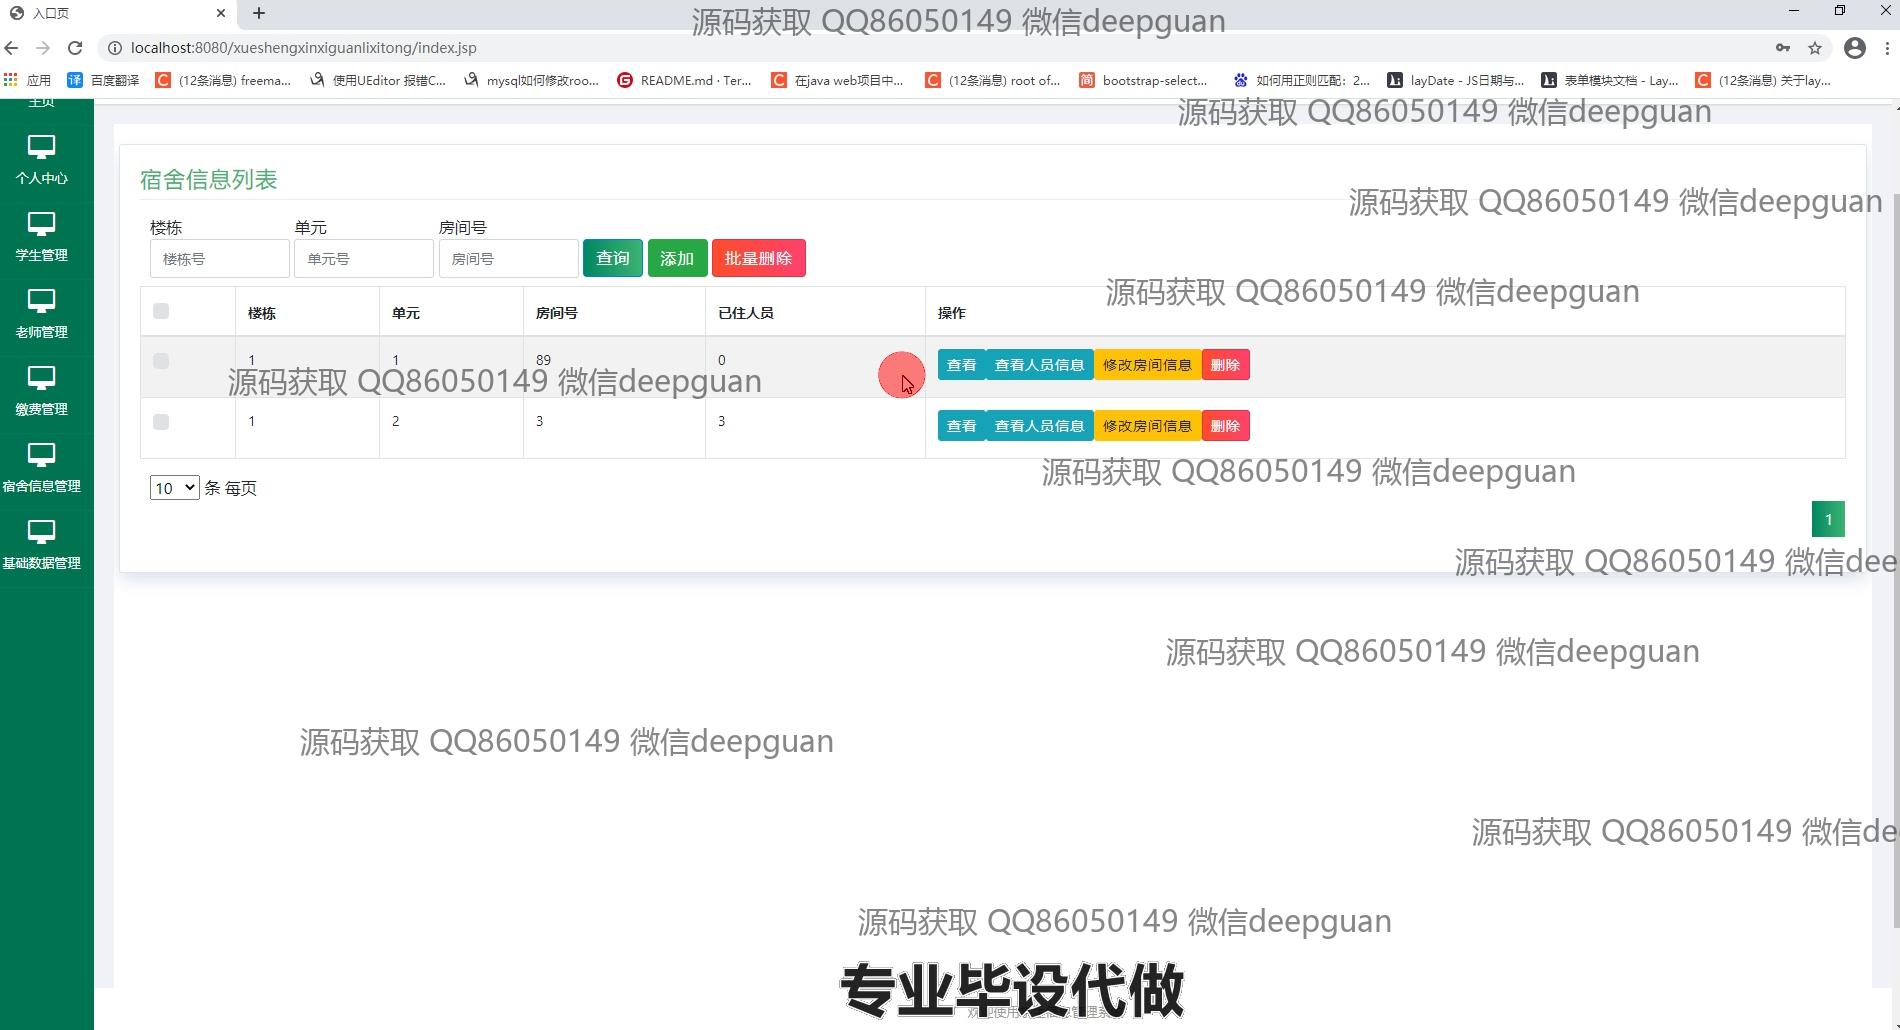 入口页
源码获取 QQ86050149 微信deepguan
localhost:8080/xueshengxinxiguanlixitong/index.jsp
应用 百度翻译 (12条消息) freema... 使用UEditor 报错C... mysql如何修改roo... README.md · Ter... 在java web项目中... (12条消息) root of... bootstrap-select... 如何用正则匹配：2... layDate - JS日期与... 表单模块文档 - Lay... (12条消息) 关于lay...
主页
源码获取 QQ86050149 微信deepguan
个人中心
宿舍信息列表
源码获取 QQ86050149 微信deepguan
楼栋 单元 房间号
学生管理
楼栋号 单元号 房间号 查询 添加 批量删除
源码获取 QQ86050149 微信deepguan
楼栋 单元 房间号 已住人员 操作
老师管理
1 1 89 0 查看 查看人员信息 修改房间信息 删除
源码获取 QQ86050149 微信deepguan
缴费管理
1 2 3 3 查看 查看人员信息 修改房间信息 删除
源码获取 QQ86050149 微信deepguan
宿舍信息管理
10 条 每页
1
基础数据管理
源码获取 QQ86050149 微信dee
源码获取 QQ86050149 微信deepguan
源码获取 QQ86050149 微信deepguan
源码获取 QQ86050149 微信de
源码获取 QQ86050149 微信deepguan
专业毕设代做